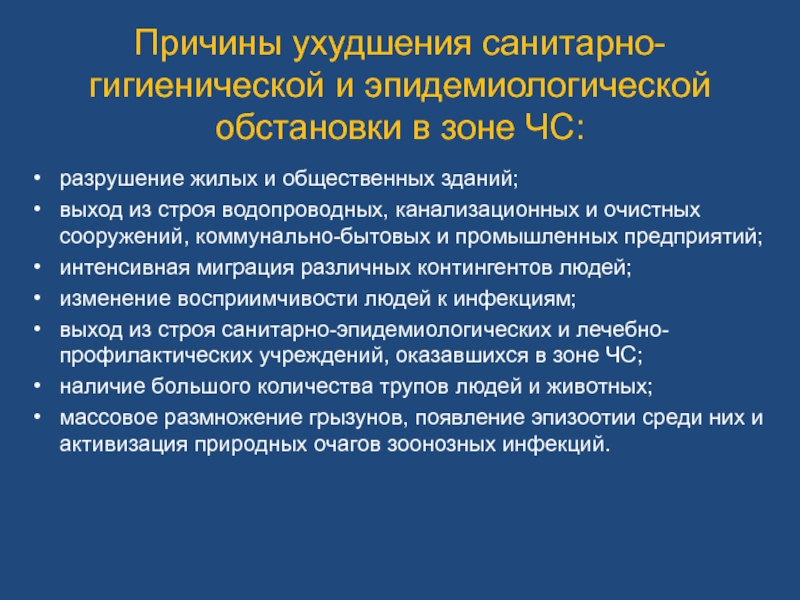 Причины ухудшения санитарно-
гигиенической и эпидемиологической
обстановки в зоне ЧС:
• разрушение жилых и общественных зданий;
• выход из строя водопроводных, канализационных и очистных
сооружений, коммунально-бытовых и промышленных предприятий;
• интенсивная миграция различных контингентов людей;
• изменение восприимчивости людей к инфекциям;
• выход из строя санитарно-эпидемиологических и лечебно-
профилактических учреждений, оказавшихся в зоне ЧС;
• наличие большого количества трупов людей и животных;
• массовое размножение грызунов, появление эпизоотии среди них и
активизация природных очагов зоонозных инфекций.